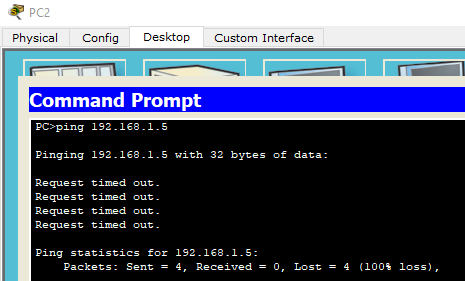 PC2
Physical Config Desktop Custom Interface
Command Prompt
PC>ping 192.168.1.5
Pinging 192.168.1.5 with 32 bytes of data:
Request timed out.
Request timed out.
Request timed out.
Request timed out.
Ping statistics for 192.168.1.5:
Packets: Sent = 4, Received = 0, Lost = 4 (100% loss),